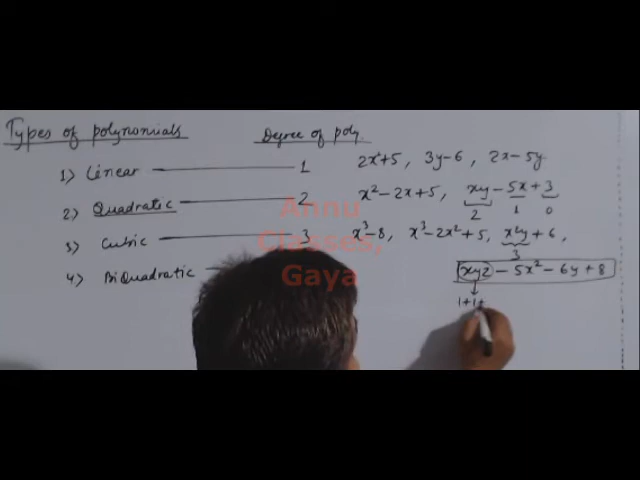 Types of polynomials Degree of poly.
1) Linear 1 2x+5, 3y-6, 2x-5y
2) Quadratic 2 x²-2x+5, xy-5x+3
2 1 0
3) Cubic 3 x³-8, x³-2x²+5, x²y+6,
3
4) BiQuadratic xyz-5x²-6y+8
1+1+
Annu
Classes,
Gaya